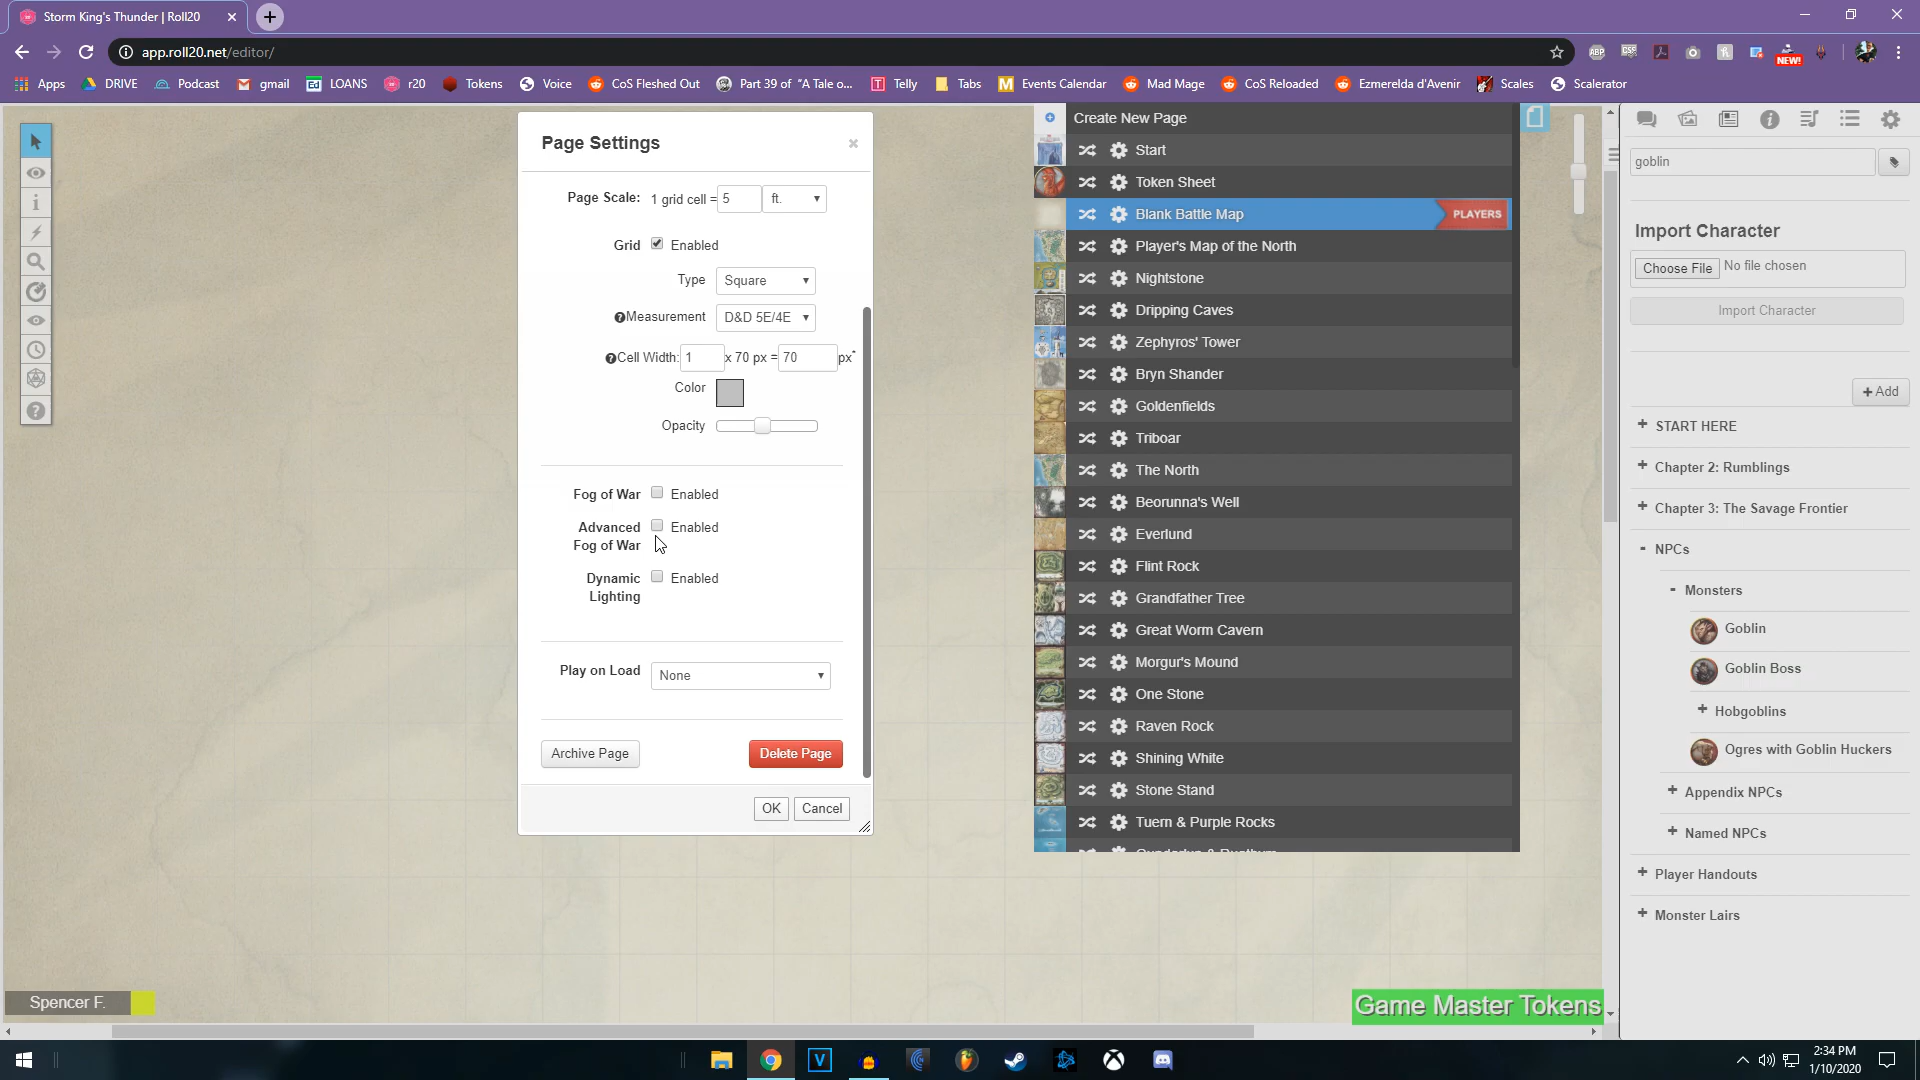 Storm King's Thunder | Roll20
app.roll20.net/editor/
Apps DRIVE Podcast gmail LOANS r20 Tokens Voice CoS Fleshed Out Part 39 of "A Tale o... Telly Tabs Events Calendar Mad Mage CoS Reloaded Ezmerelda d'Avenir Scales Scalerator
ABP
NEW!
Page Settings
Page Scale: 1 grid cell = 5 ft.
Grid Enabled
Type Square
Measurement D&D 5E/4E
Cell Width: 1 x 70 px = 70 px*
Color
Opacity
Fog of War Enabled
Advanced Enabled
Fog of War
Dynamic Enabled
Lighting
Play on Load None
Archive Page Delete Page
OK Cancel
Create New Page
Start
Token Sheet
Blank Battle Map PLAYERS
Player's Map of the North
Nightstone
Dripping Caves
Zephyros' Tower
Bryn Shander
Goldenfields
Triboar
The North
Beorunna's Well
Everlund
Flint Rock
Grandfather Tree
Great Worm Cavern
Morgur's Mound
One Stone
Raven Rock
Shining White
Stone Stand
Tuern & Purple Rocks
goblin
Import Character
Choose File No file chosen
Import Character
+ Add
+ START HERE
+ Chapter 2: Rumblings
+ Chapter 3: The Savage Frontier
- NPCs
- Monsters
Goblin
Goblin Boss
+ Hobgoblins
Ogres with Goblin Huckers
+ Appendix NPCs
+ Named NPCs
+ Player Handouts
+ Monster Lairs
Spencer F.
Game Master Tokens
2:34 PM
1/10/2020